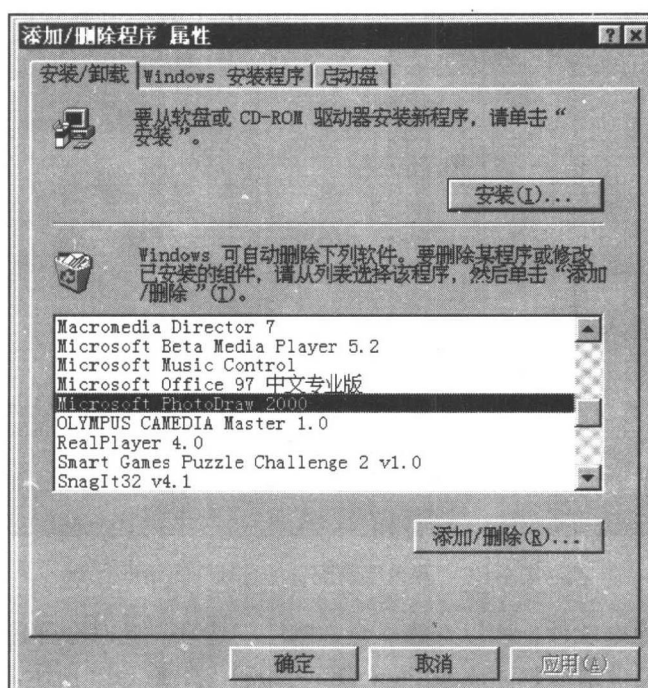 添加/删除程序 属性
安装/卸载 Windows 安装程序 启动盘
要从软盘或 CD-ROM 驱动器安装新程序，请单击“
安装”。
安装(I)...
Windows 可自动删除下列软件。要删除某程序或修改
已安装的组件，请从列表选择该程序，然后单击“添加
/删除”(T)。
Macromedia Director 7
Microsoft Beta Media Player 5.2
Microsoft Music Control
Microsoft Office 97 中文专业版
Microsoft PhotoDraw 2000
OLYMPUS CAMEDIA Master 1.0
RealPlayer 4.0
Smart Games Puzzle Challenge 2 v1.0
SnagIt32 v4.1
添加/删除(R)...
确定 取消 应用(A)